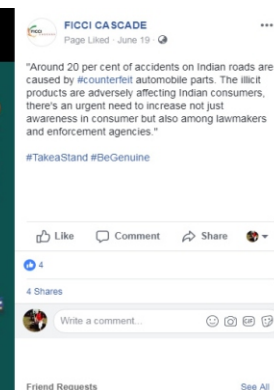 FICCI CASCADE
Page Liked · June 19 ·
"Around 20 per cent of accidents on Indian roads are
caused by #counterfeit automobile parts. The illicit
products are adversely affecting Indian consumers,
there's an urgent need to increase not just
awareness in consumer but also among lawmakers
and enforcement agencies."
#TakeaStand #BeGenuine
Like Comment Share
4
4 Shares
Write a comment...
GIF
Friend Requests See All